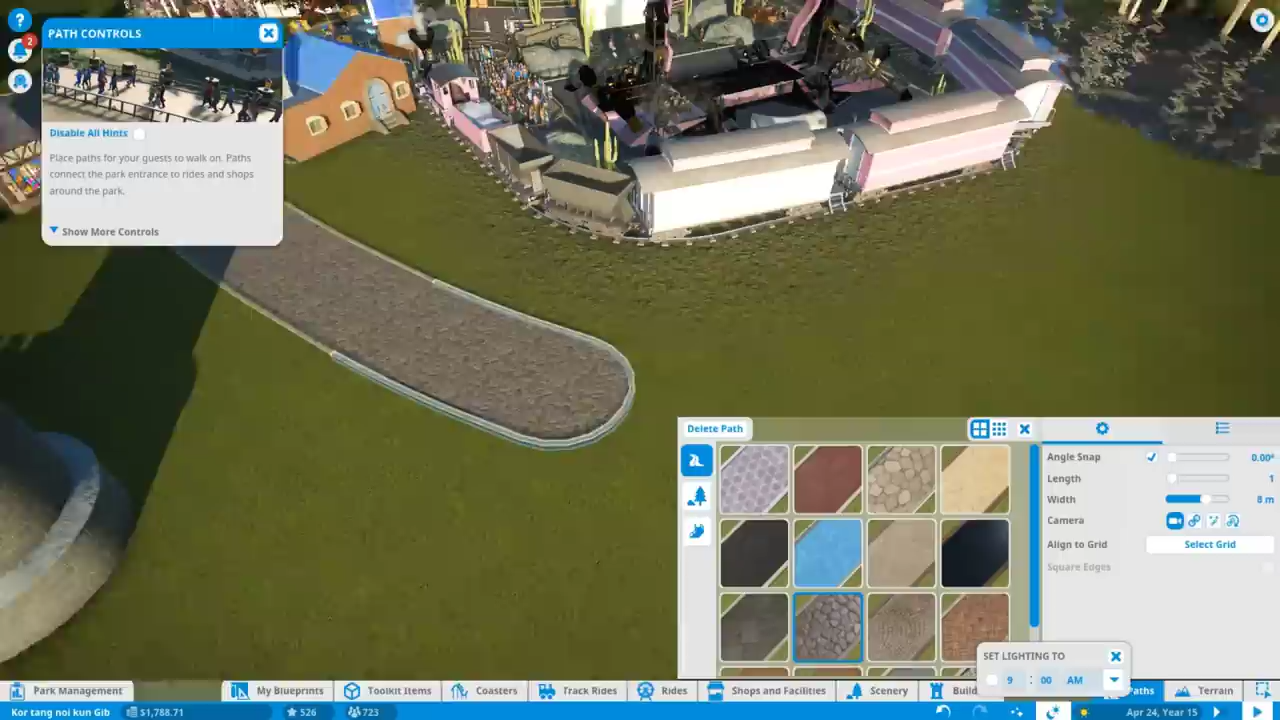 ?
2
PATH CONTROLS
Disable All Hints
Place paths for your guests to walk on. Paths
connect the park entrance to rides and shops
around the park.
Show More Controls
Delete Path
Angle Snap
0.00°
Length
1
Width
8 m
Camera
Align to Grid
Select Grid
Square Edges
SET LIGHTING TO
9 : 00 AM
Park Management
My Blueprints
Toolkit Items
Coasters
Track Rides
Rides
Shops and Facilities
Scenery
Build
Paths
Terrain
Kor tang noi kun Gib
$1,788.71
526
723
Apr 24, Year 15